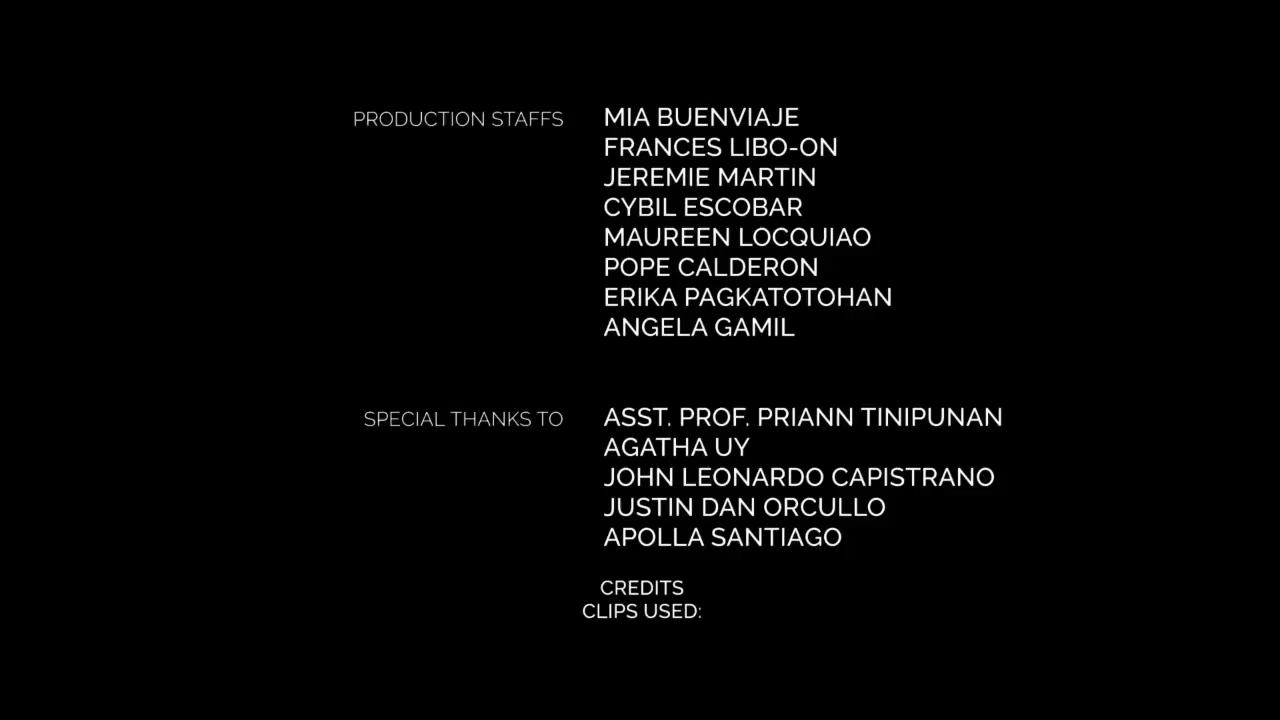 PRODUCTION STAFFS MIA BUENVIAJE
FRANCES LIBO-ON
JEREMIE MARTIN
CYBIL ESCOBAR
MAUREEN LOCQUIAO
POPE CALDERON
ERIKA PAGKATOTOHAN
ANGELA GAMIL
SPECIAL THANKS TO ASST. PROF. PRIANN TINIPUNAN
AGATHA UY
JOHN LEONARDO CAPISTRANO
JUSTIN DAN ORCULLO
APOLLA SANTIAGO
CREDITS
CLIPS USED: